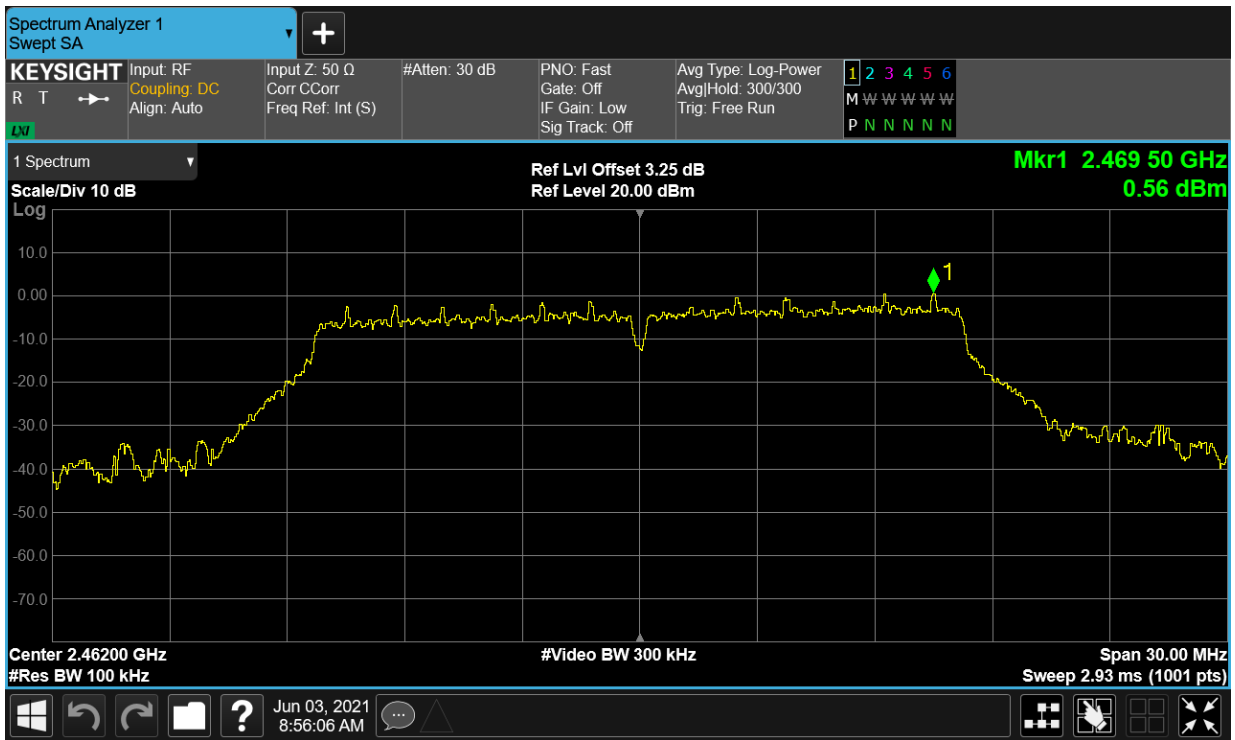 Spectrum Analyzer 1
Swept SA
+
KEYSIGHT Input: RF Input Z: 50 Ω #Atten: 30 dB PNO: Fast Avg Type: Log-Power 1 2 3 4 5 6
R T Coupling: DC Corr CCorr Gate: Off Avg|Hold: 300/300 M W W W W W
Align: Auto Freq Ref: Int (S) IF Gain: Low Trig: Free Run
LXI Sig Track: Off P N N N N N
1 Spectrum
Scale/Div 10 dB
Ref Lvl Offset 3.25 dB
Ref Level 20.00 dBm
Mkr1 2.469 50 GHz
0.56 dBm
Log
10.0
1
0.00
-10.0
-20.0
-30.0
-40.0
-50.0
-60.0
-70.0
Center 2.46200 GHz #Video BW 300 kHz Span 30.00 MHz
#Res BW 100 kHz Sweep 2.93 ms (1001 pts)
?
Jun 03, 2021
8:56:06 AM